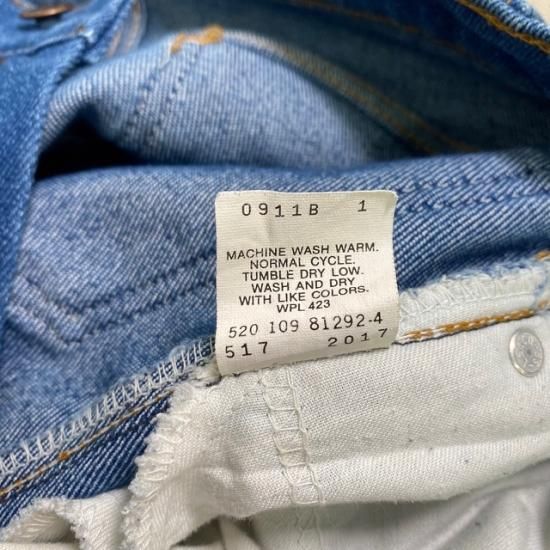 0911B 1
MACHINE WASH WARM.
NORMAL CYCLE.
TUMBLE DRY LOW.
WASH AND DRY
WITH LIKE COLORS.
WPL 423
520 109 81292-4
517 2017